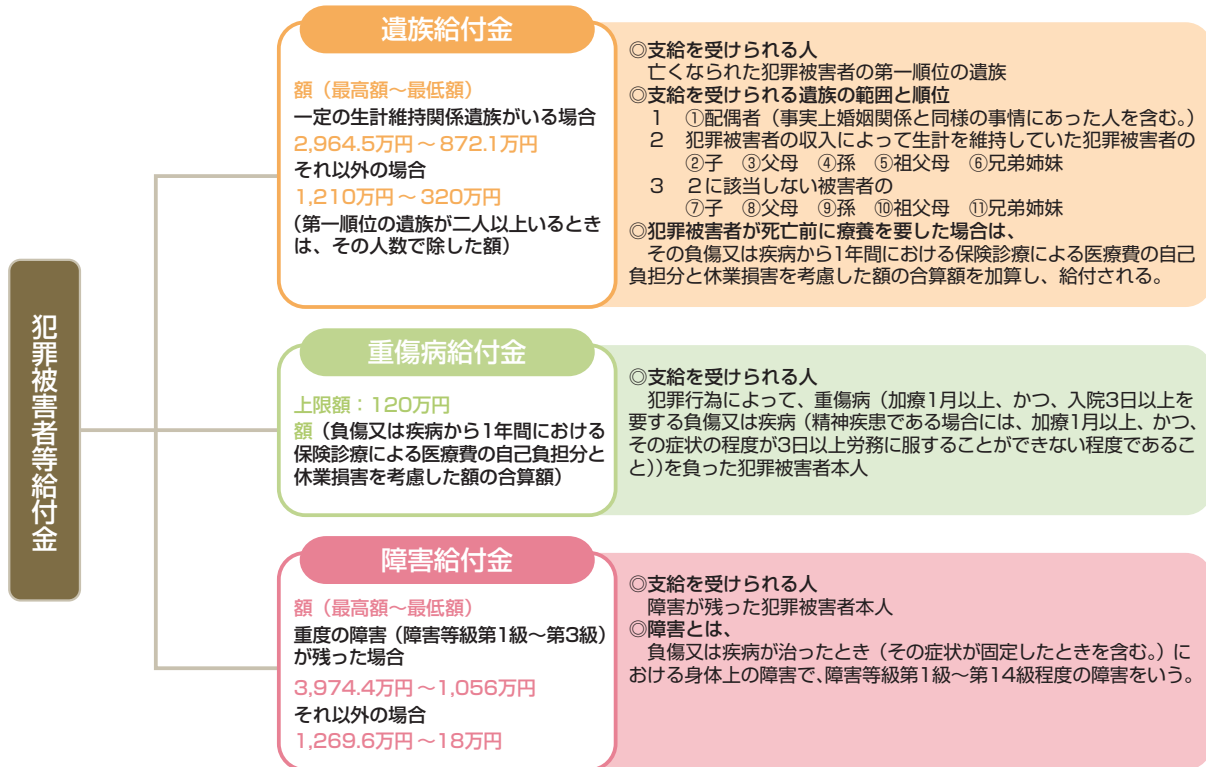 犯罪被害者等給付金
遺族給付金
額（最高額～最低額）
一定の生計維持関係遺族がいる場合
2,964.5万円～872.1万円
それ以外の場合
1,210万円～320万円
（第一順位の遺族が二人以上いるとき
は、その人数で除した額）
◎支給を受けられる人
亡くなられた犯罪被害者の第一順位の遺族
◎支給を受けられる遺族の範囲と順位
1　①配偶者（事実上婚姻関係と同様の事情にあった人を含む。）
2　犯罪被害者の収入によって生計を維持していた犯罪被害者の
②子　③父母　④孫　⑤祖父母　⑥兄弟姉妹
3　2に該当しない被害者の
⑦子　⑧父母　⑨孫　⑩祖父母　⑪兄弟姉妹
◎犯罪被害者が死亡前に療養を要した場合は、
その負傷又は疾病から1年間における保険診療による医療費の自己
負担分と休業損害を考慮した額の合算額を加算し、給付される。
重傷病給付金
上限額：120万円
額（負傷又は疾病から1年間における
保険診療による医療費の自己負担分と
休業損害を考慮した額の合算額）
◎支給を受けられる人
犯罪行為によって、重傷病（加療1月以上、かつ、入院3日以上を
要する負傷又は疾病（精神疾患である場合には、加療1月以上、かつ、
その症状の程度が3日以上労務に服することができない程度であるこ
と））を負った犯罪被害者本人
障害給付金
額（最高額～最低額）
重度の障害（障害等級第1級～第3級）
が残った場合
3,974.4万円～1,056万円
それ以外の場合
1,269.6万円～18万円
◎支給を受けられる人
障害が残った犯罪被害者本人
◎障害とは、
負傷又は疾病が治ったとき（その症状が固定したときを含む。）に
おける身体上の障害で、障害等級第1級～第14級程度の障害をいう。